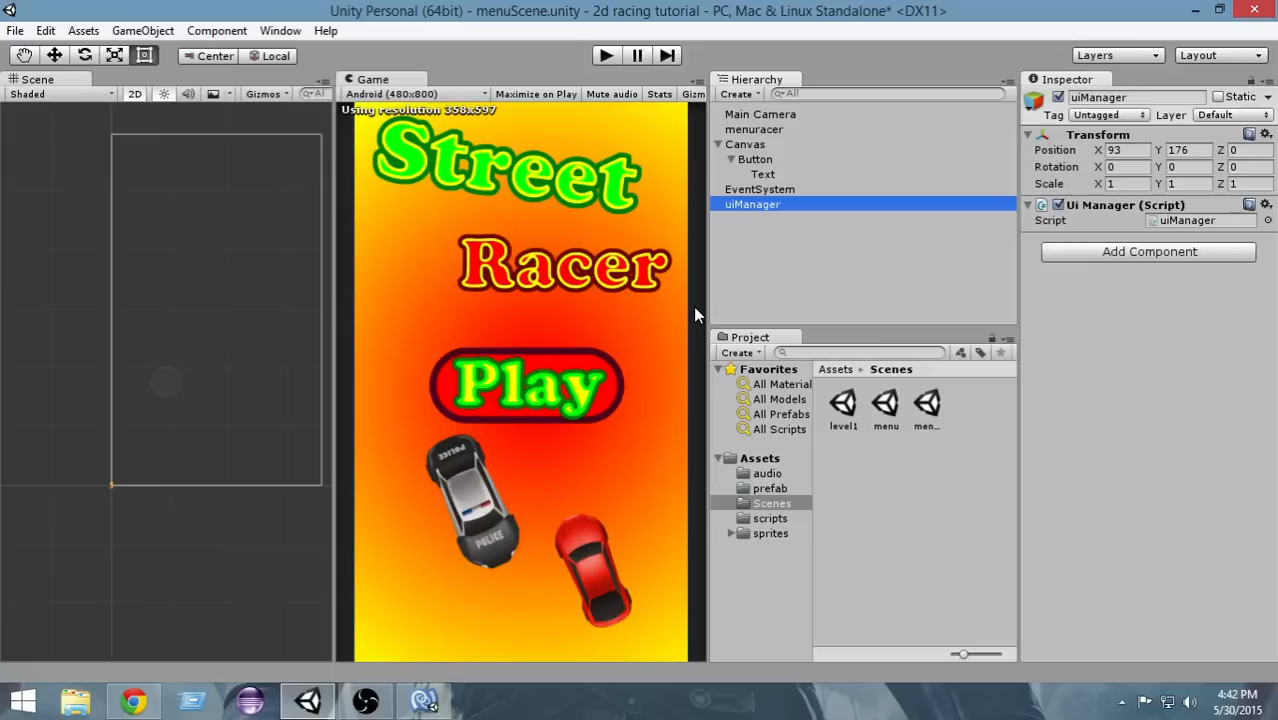 Unity Personal (64bit) - menuScene.unity - 2d racing tutorial - PC, Mac & Linux Standalone* <DX11>
File Edit Assets GameObject Component Window Help
Center Local Layers Layout
Scene Game Hierarchy Inspector
Shaded 2D Gizmos All Android (480x800) Maximize on Play Mute audio Stats Gizm Create All uiManager Static
Using resolution 358x597
Tag Untagged Layer Default
Main Camera
menuracer
Canvas
Button
Text
EventSystem
uiManager
Transform
Position X 93 Y 176 Z 0
Rotation X 0 Y 0 Z 0
Scale X 1 Y 1 Z 1
Ui Manager (Script)
Script uiManager
Add Component
Street
Racer
Play
POLICE
POLICE
Project
Create
Favorites
All Material
All Models
All Prefabs
All Scripts
Assets
audio
prefab
Scenes
scripts
sprites
Assets Scenes
level1 menu men...
4:42 PM
5/30/2015